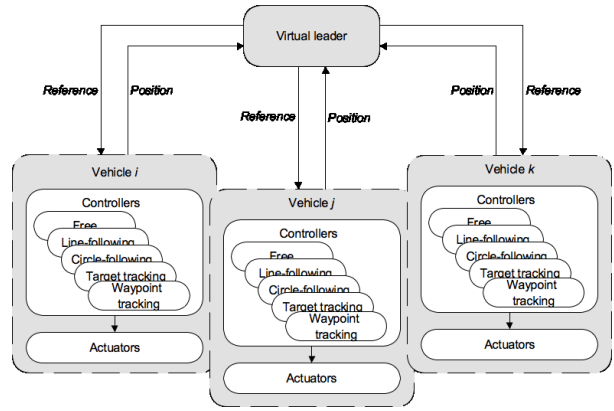 Virtual leader
Reference
Position
Reference
Position
Position
Reference
Vehicle i
Controllers
Free
Line-following
Circle-following
Target tracking
Waypoint
tracking
Actuators
Vehicle j
Controllers
Free
Line-following
Circle-following
Target tracking
Waypoint
tracking
Actuators
Vehicle k
Controllers
Free
Line-following
Circle-following
Target tracking
Waypoint
tracking
Actuators